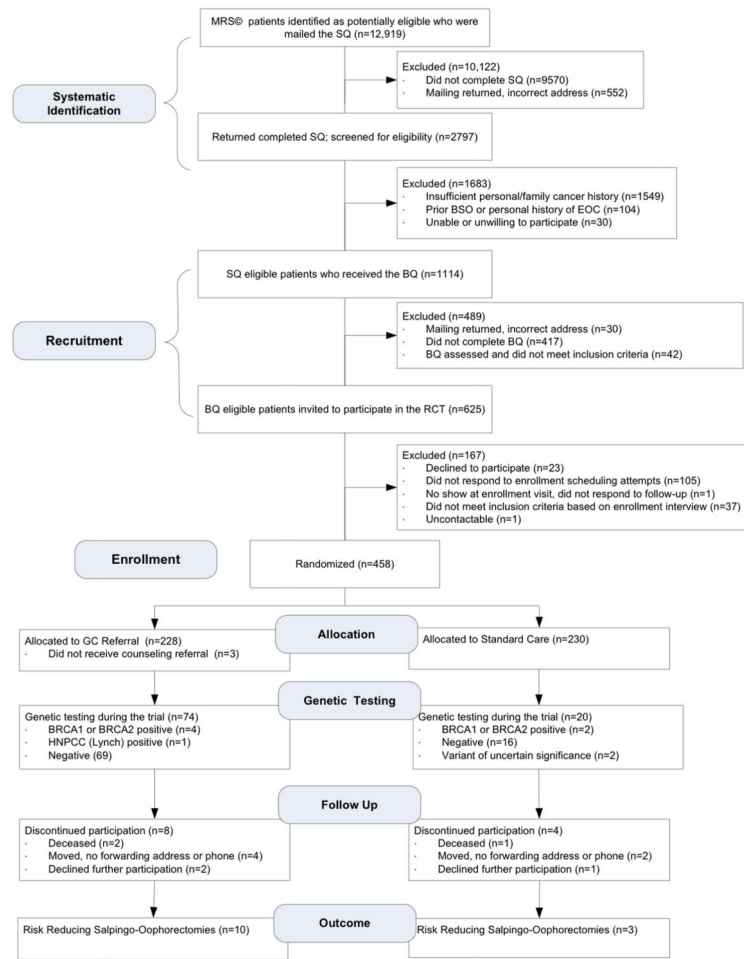 MRS© patients identified as potentially eligible who were
mailed the SQ (n=12,919)
Excluded (n=10,122)
· Did not complete SQ (n=9570)
· Mailing returned, incorrect address (n=552)
Systematic
Identification
Returned completed SQ; screened for eligibility (n=2797)
Excluded (n=1683)
· Insufficient personal/family cancer history (n=1549)
· Prior BSO or personal history of EOC (n=104)
· Unable or unwilling to participate (n=30)
SQ eligible patients who received the BQ (n=1114)
Recruitment
Excluded (n=489)
· Mailing returned, incorrect address (n=30)
· Did not complete BQ (n=417)
· BQ assessed and did not meet inclusion criteria (n=42)
BQ eligible patients invited to participate in the RCT (n=625)
Excluded (n=167)
· Declined to participate (n=23)
· Did not respond to enrollment scheduling attempts (n=105)
· No show at enrollment visit, did not respond to follow-up (n=1)
· Did not meet inclusion criteria based on enrollment interview (n=37)
· Uncontactable (n=1)
Enrollment
Randomized (n=458)
Allocation
Allocated to GC Referral (n=228)
· Did not receive counseling referral (n=3)
Allocated to Standard Care (n=230)
Genetic Testing
Genetic testing during the trial (n=74)
· BRCA1 or BRCA2 positive (n=4)
· HNPCC (Lynch) positive (n=1)
· Negative (69)
Genetic testing during the trial (n=20)
· BRCA1 or BRCA2 positive (n=2)
· Negative (n=16)
· Variant of uncertain significance (n=2)
Follow Up
Discontinued participation (n=8)
· Deceased (n=2)
· Moved, no forwarding address or phone (n=4)
· Declined further participation (n=2)
Discontinued participation (n=4)
· Deceased (n=1)
· Moved, no forwarding address or phone (n=2)
· Declined further participation (n=1)
Outcome
Risk Reducing Salpingo-Oophorectomies (n=10)
Risk Reducing Salpingo-Oophorectomies (n=3)